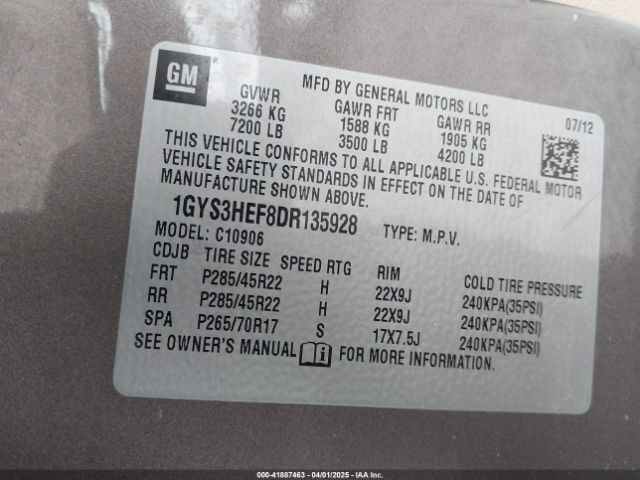 GM
MFD BY GENERAL MOTORS LLC
GVWR GAWR FRT GAWR RR 07/12
3266 KG 1588 KG 1905 KG
7200 LB 3500 LB 4200 LB
THIS VEHICLE CONFORMS TO ALL APPLICABLE U.S. FEDERAL MOTOR
VEHICLE SAFETY STANDARDS IN EFFECT ON THE DATE OF
MANUFACTURE SHOWN ABOVE.
1GYS3HEF8DR135928 TYPE: M.P.V.
MODEL: C10906
CDJB TIRE SIZE SPEED RTG RIM COLD TIRE PRESSURE
FRT P285/45R22 H 22X9J 240KPA(35PSI)
RR P285/45R22 H 22X9J 240KPA(35PSI)
SPA P265/70R17 S 17X7.5J 240KPA(35PSI)
SEE OWNER'S MANUAL FOR MORE INFORMATION.
000-41887463 - 04/01/2025 - IAA, Inc. Copyright